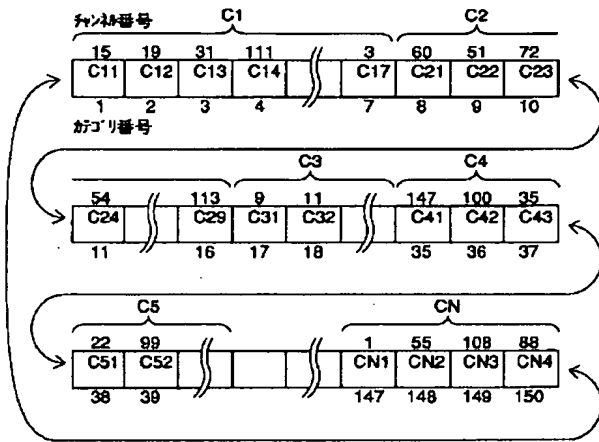 チャンネル番号 C1 C2
15 19 31 111 3 60 51 72
C11 C12 C13 C14 C17 C21 C22 C23
1 2 3 4 7 8 9 10
カテゴリ番号
C3 C4
54 113 9 11 147 100 35
C24 C29 C31 C32 C41 C42 C43
11 16 17 18 35 36 37
C5 CN
22 99 1 55 108 88
C51 C52 CN1 CN2 CN3 CN4
38 39 147 148 149 150